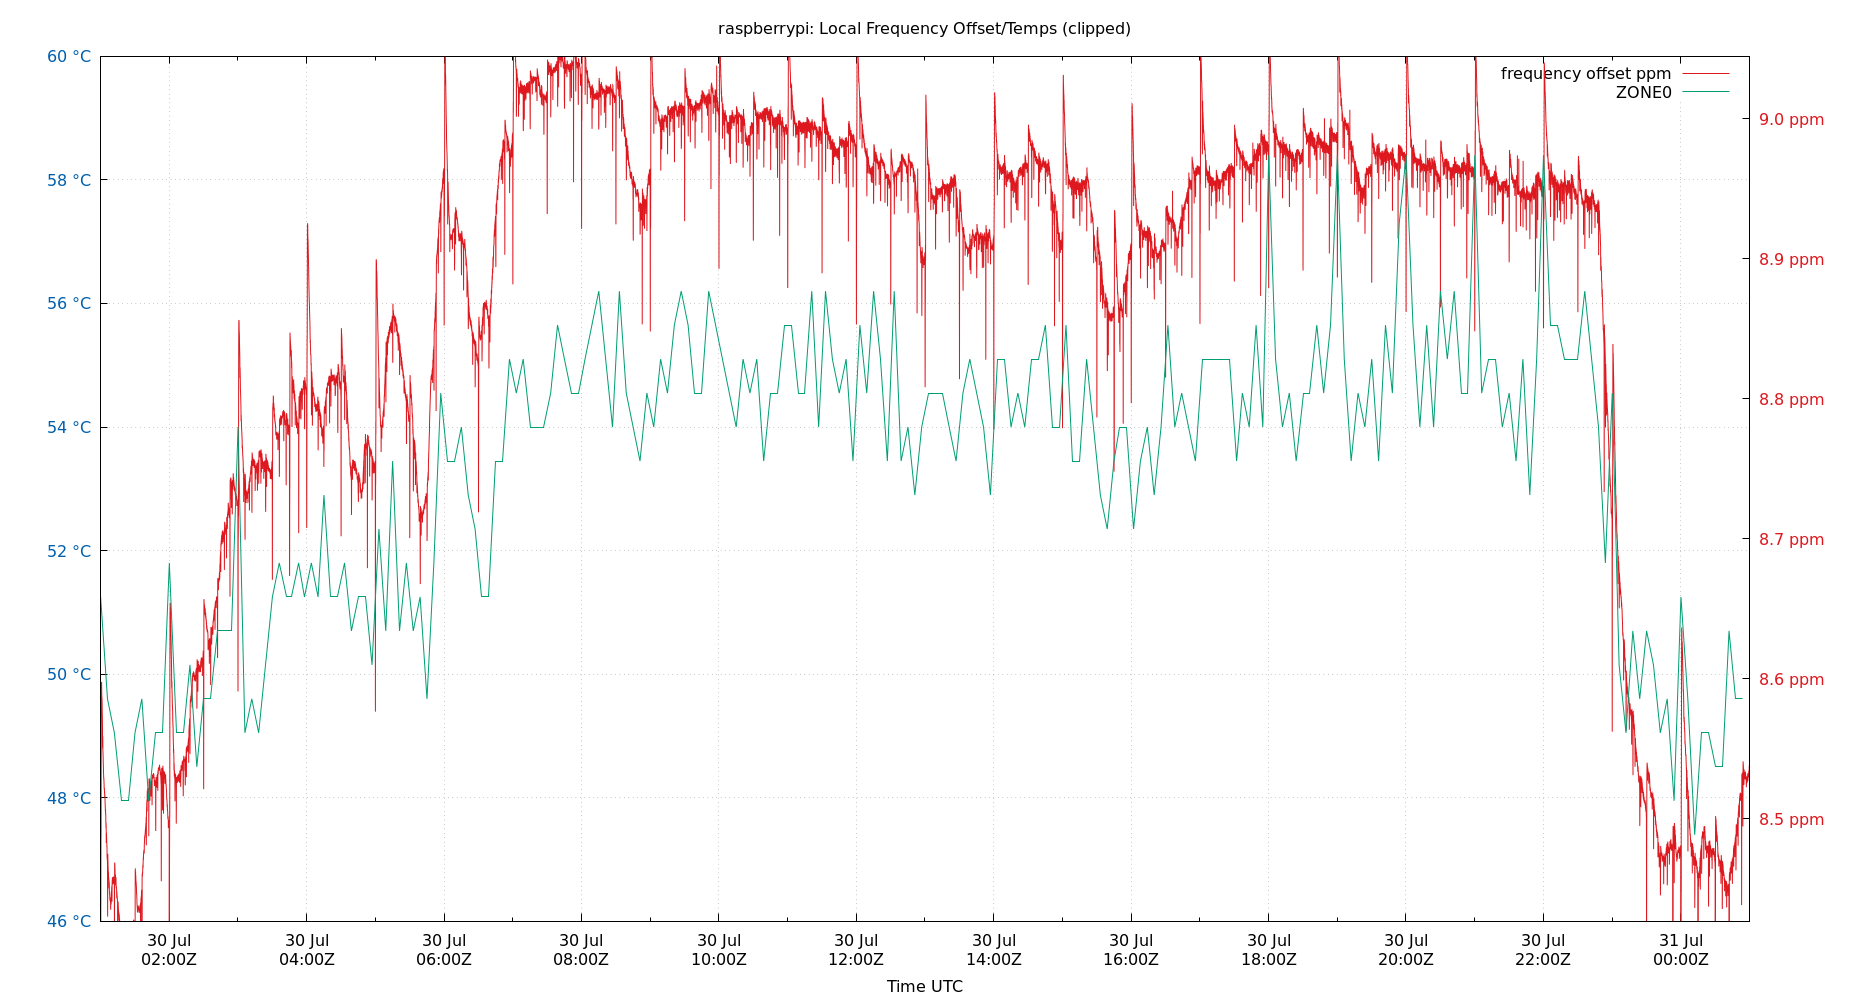 raspberrypi: Local Frequency Offset/Temps (clipped)
60 °C
58 °C
56 °C
54 °C
52 °C
50 °C
48 °C
46 °C
frequency offset ppm
ZONE0
9.0 ppm
8.9 ppm
8.8 ppm
8.7 ppm
8.6 ppm
8.5 ppm
30 Jul 30 Jul 30 Jul 30 Jul 30 Jul 30 Jul 30 Jul 30 Jul 30 Jul 30 Jul 30 Jul 31 Jul
02:00Z 04:00Z 06:00Z 08:00Z 10:00Z 12:00Z 14:00Z 16:00Z 18:00Z 20:00Z 22:00Z 00:00Z
Time UTC